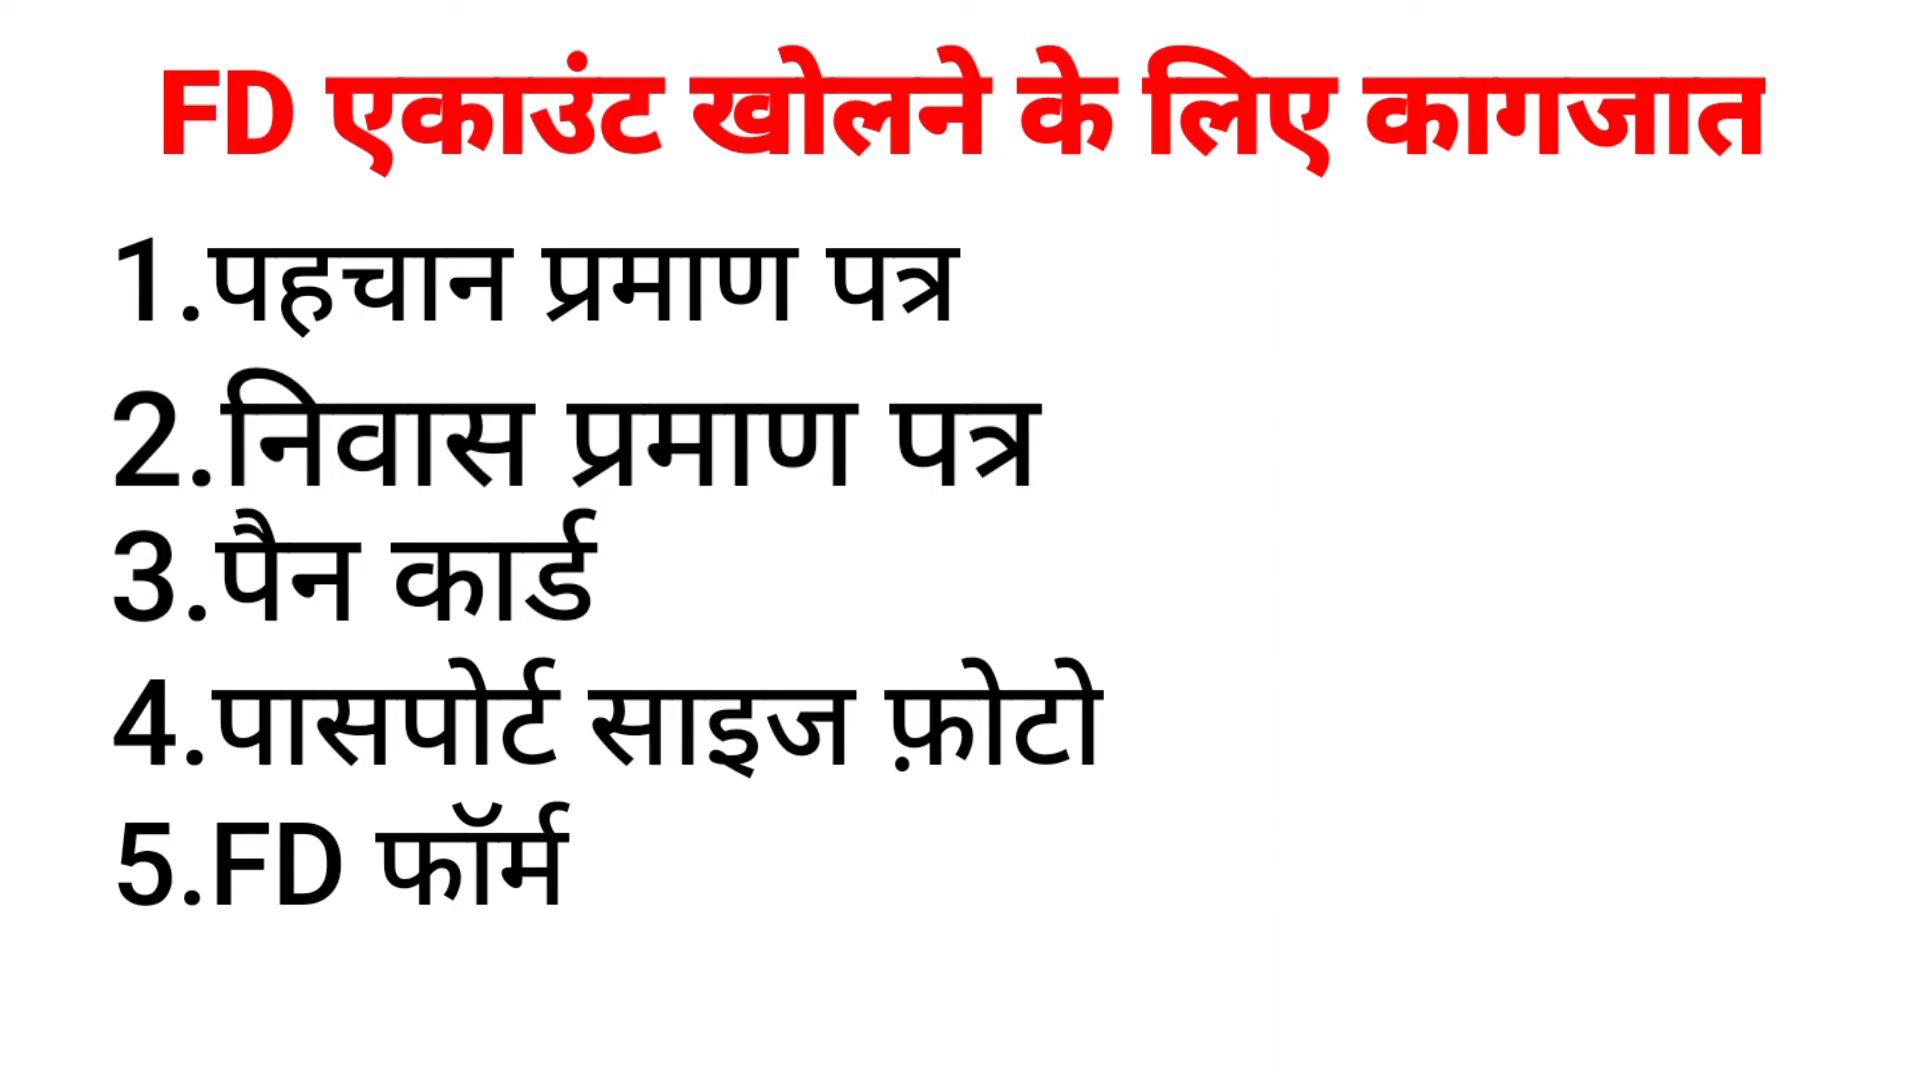 FD एकाउंट खोलने के लिए कागजात
1.पहचान प्रमाण पत्र
2.निवास प्रमाण पत्र
3.पैन कार्ड
4.पासपोर्ट साइज फ़ोटो
5.FD फॉर्म